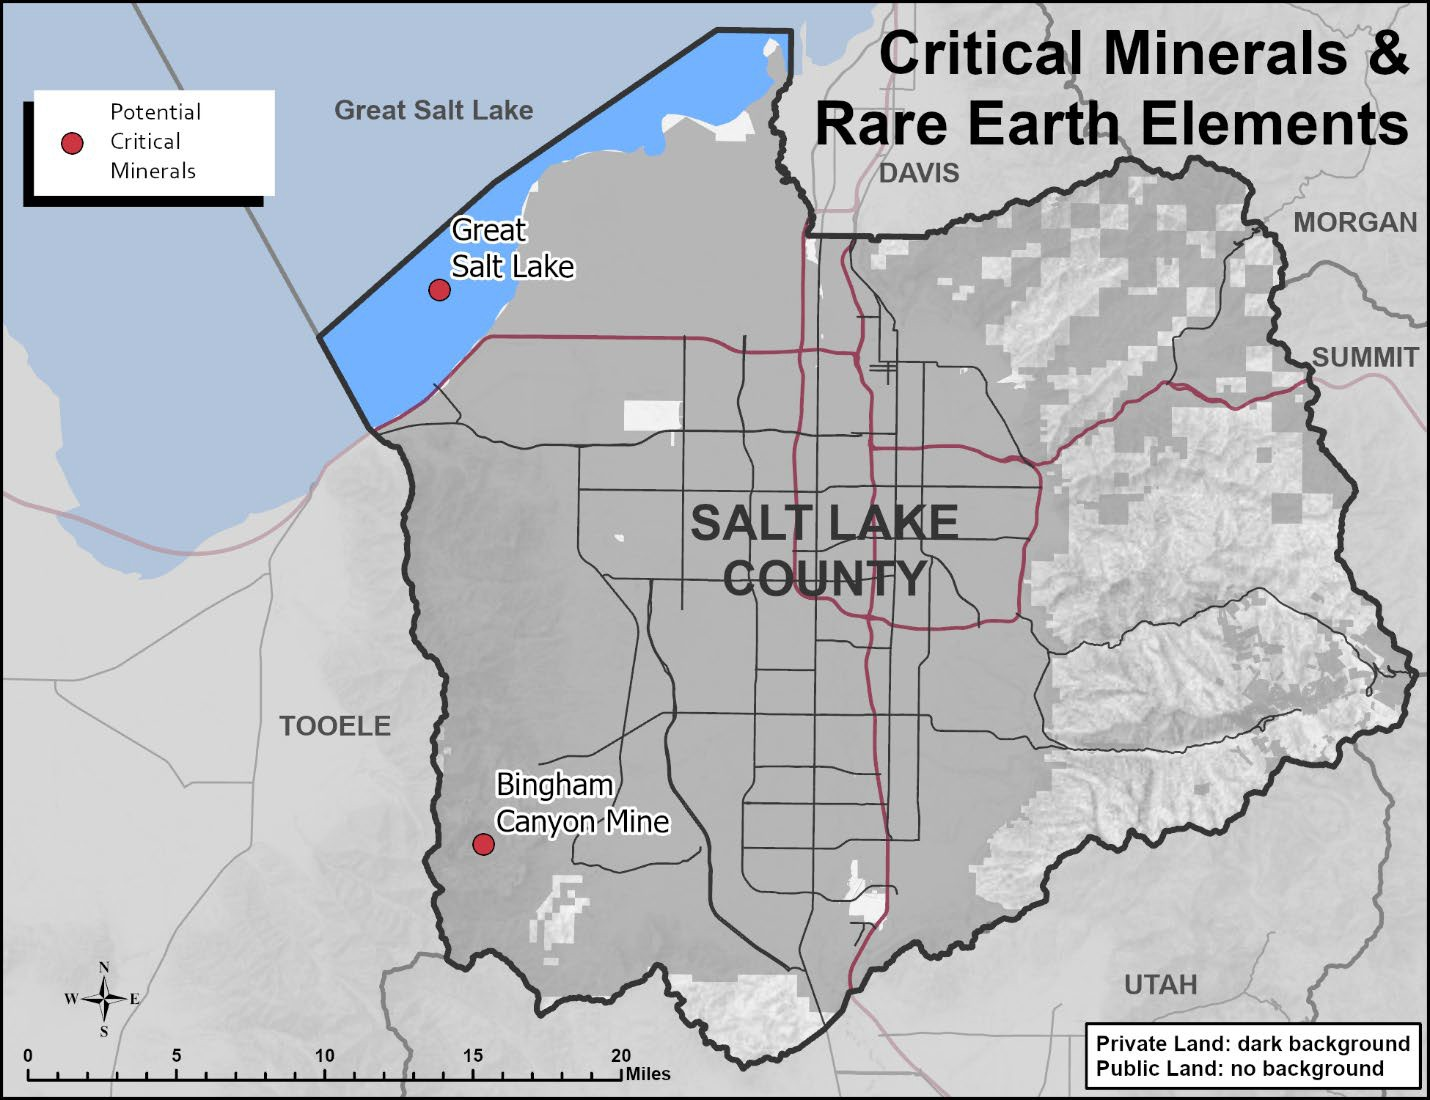 Critical Minerals &
Rare Earth Elements
Potential
Critical
Minerals
Great Salt Lake
DAVIS
MORGAN
Great
Salt Lake
SUMMIT
SALT LAKE
COUNTY
TOOELE
Bingham
Canyon Mine
UTAH
N
W E
S
0 5 10 15 20
Miles
Private Land: dark background
Public Land: no background